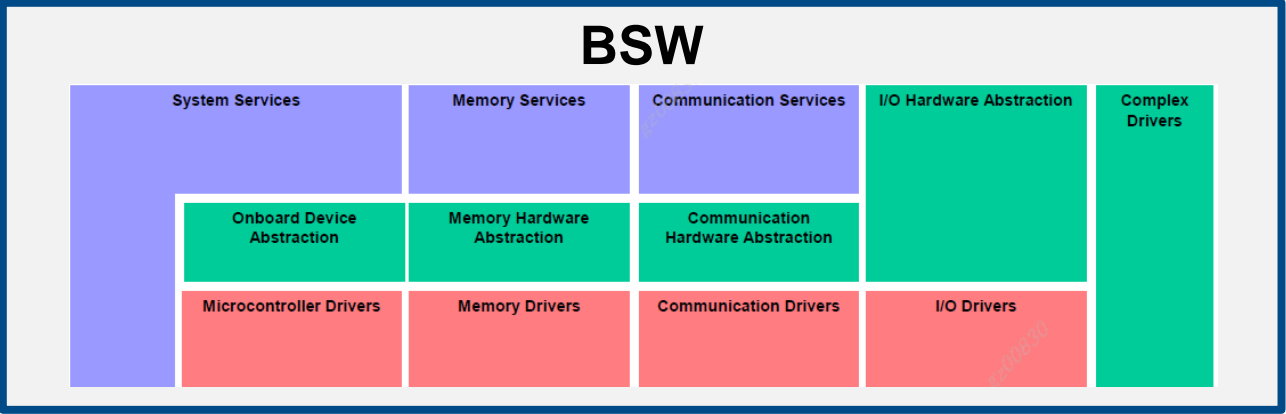 BSW
System Services
Memory Services
Communication Services
I/O Hardware Abstraction
Complex
Drivers
Onboard Device
Abstraction
Memory Hardware
Abstraction
Communication
Hardware Abstraction
Microcontroller Drivers
Memory Drivers
Communication Drivers
I/O Drivers